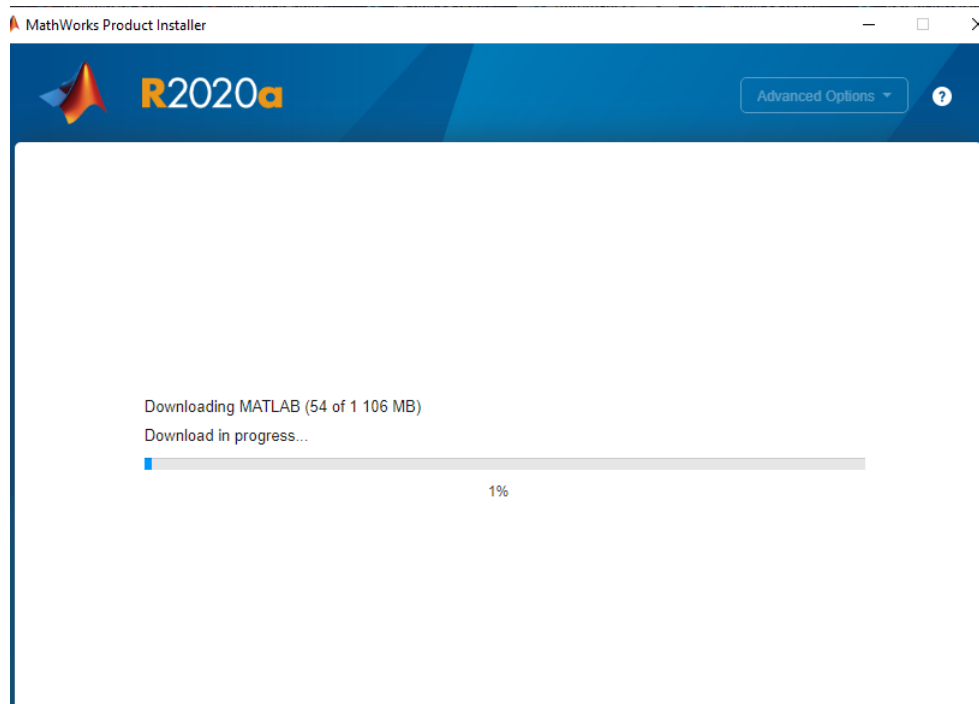 MathWorks Product Installer
R2020a
Advanced Options
?
Downloading MATLAB (54 of 1 106 MB)
Download in progress...
1%